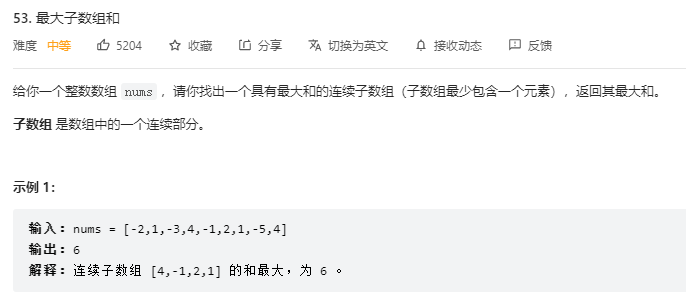 53. 最大子数组和
难度 中等 5204 收藏 分享 切换为英文 接收动态 反馈
给你一个整数数组 nums ，请你找出一个具有最大和的连续子数组（子数组最少包含一个元素），返回其最大和。
子数组 是数组中的一个连续部分。
示例 1：
输入：nums = [-2,1,-3,4,-1,2,1,-5,4]
输出：6
解释：连续子数组 [4,-1,2,1] 的和最大，为 6 。